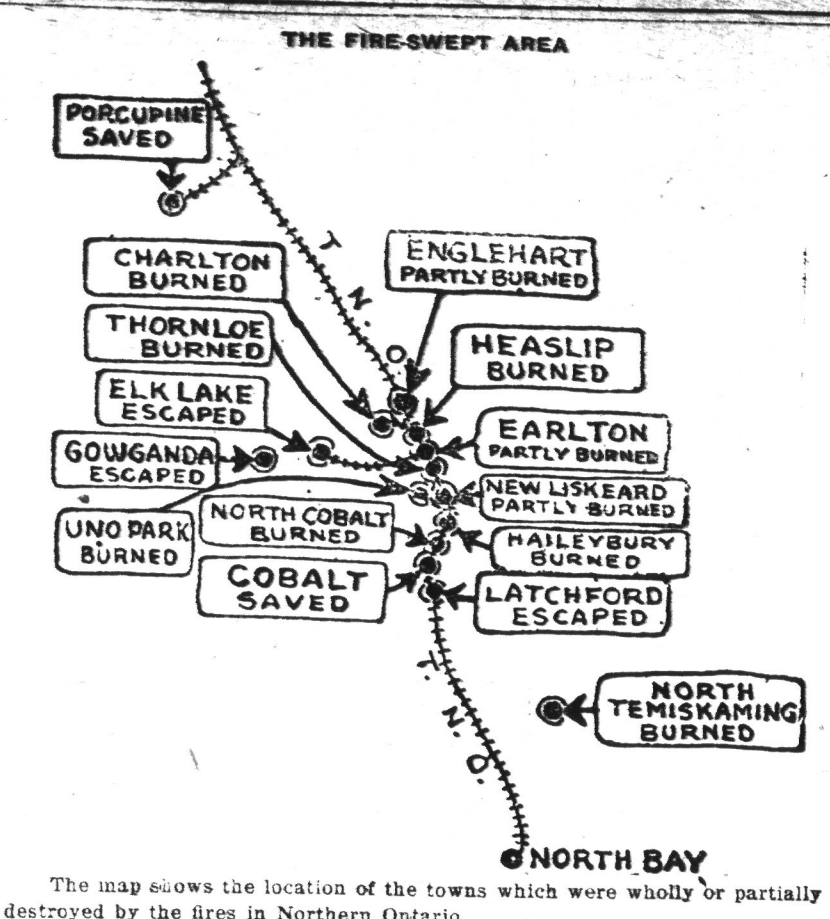 THE FIRE-SWEPT AREA
PORCUPINE
SAVED
T. N. O.
CHARLTON
BURNED
ENGLEHART
PARTLY BURNED
THORNLOE
BURNED
HEASLIP
BURNED
ELK LAKE
ESCAPED
EARLTON
PARTLY BURNED
GOWGANDA
ESCAPED
NEW LISKEARD
PARTLY BURNED
UNO PARK
BURNED
NORTH COBALT
BURNED
HAILEYBURY
BURNED
COBALT
SAVED
LATCHFORD
ESCAPED
T. N. O.
NORTH
TEMISKAMING
BURNED
NORTH BAY
The map shows the location of the towns which were wholly or partially
destroyed by the fires in Northern Ontario